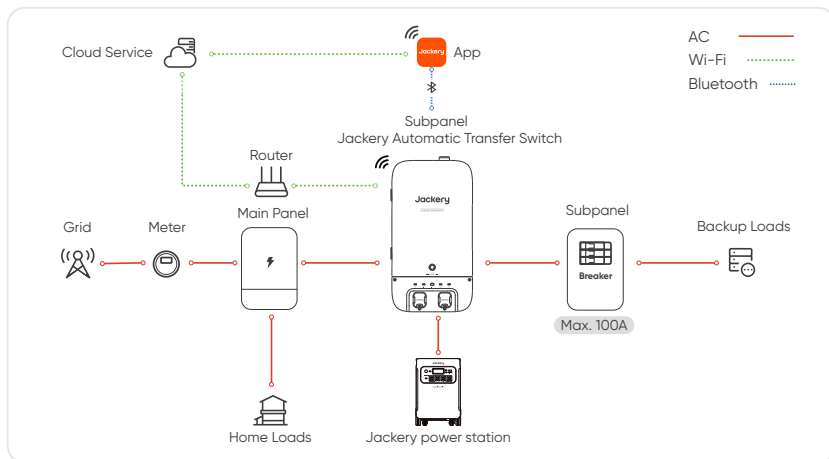 Cloud Service
Jackery
App
AC
Wi-Fi
Bluetooth
Subpanel
Jackery Automatic Transfer Switch
Router
Jackery
Grid
Meter
Main Panel
Subpanel
Breaker
Max. 100A
Backup Loads
Home Loads
Jackery
Jackery power station